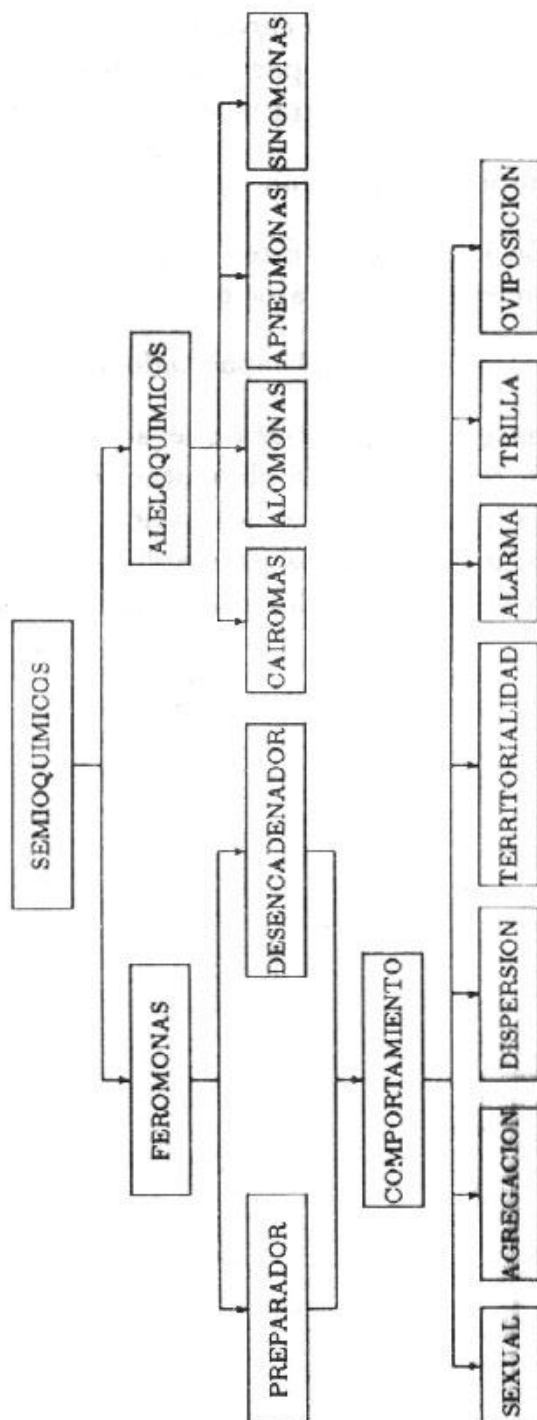 SEMIOQUIMICOS
FEROMONAS
ALELOQUIMICOS
PREPARADOR
DESENCADENADOR
CAIROMAS
ALOMONAS
APNEUMONAS
SINOMONAS
COMPORTAMIENTO
SEXUAL
AGREGACION
DISPERSION
TERRITORIALIDAD
ALARMA
TRILLA
OVIPOSICION